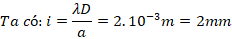 Ta có: i = λD/a = 2.10⁻³m = 2mm